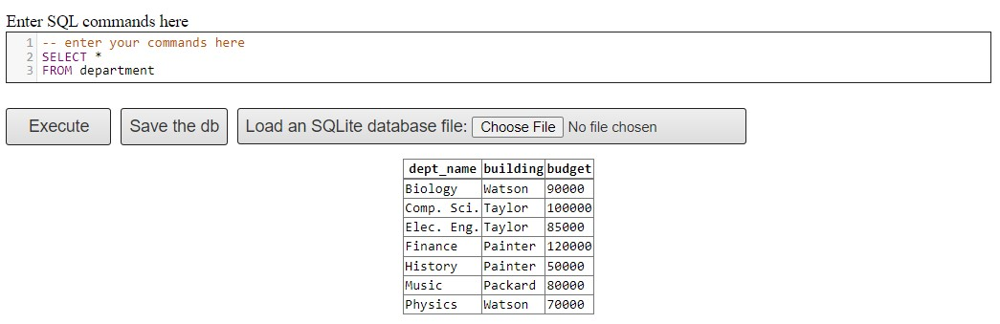 Enter SQL commands here
1 -- enter your commands here
2 SELECT *
3 FROM department
Execute Save the db Load an SQLite database file: Choose File No file chosen
dept_name building budget
Biology Watson 90000
Comp. Sci. Taylor 100000
Elec. Eng. Taylor 85000
Finance Painter 120000
History Painter 50000
Music Packard 80000
Physics Watson 70000